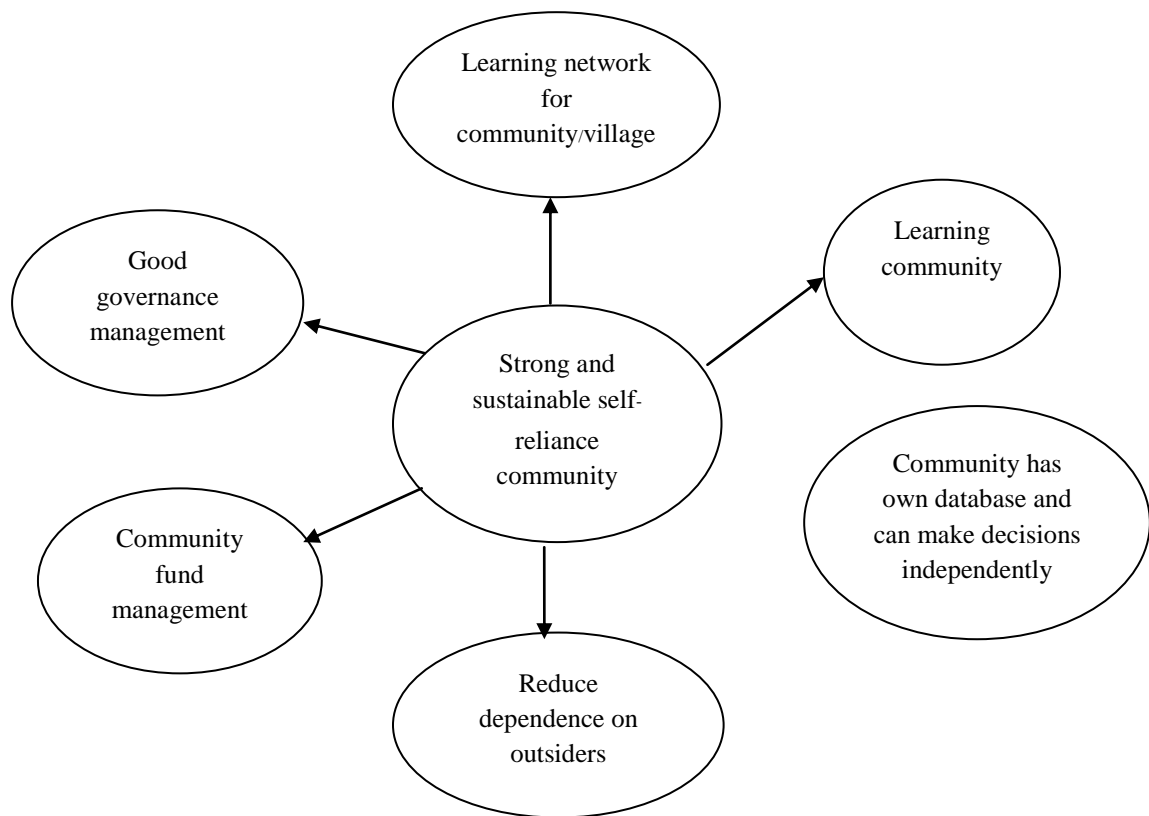 Learning network
for
community/village
Learning
community
Good
governance
management
Strong and
sustainable self-
reliance
community
Community has
own database and
can make decisions
independently
Community
fund
management
Reduce
dependence on
outsiders